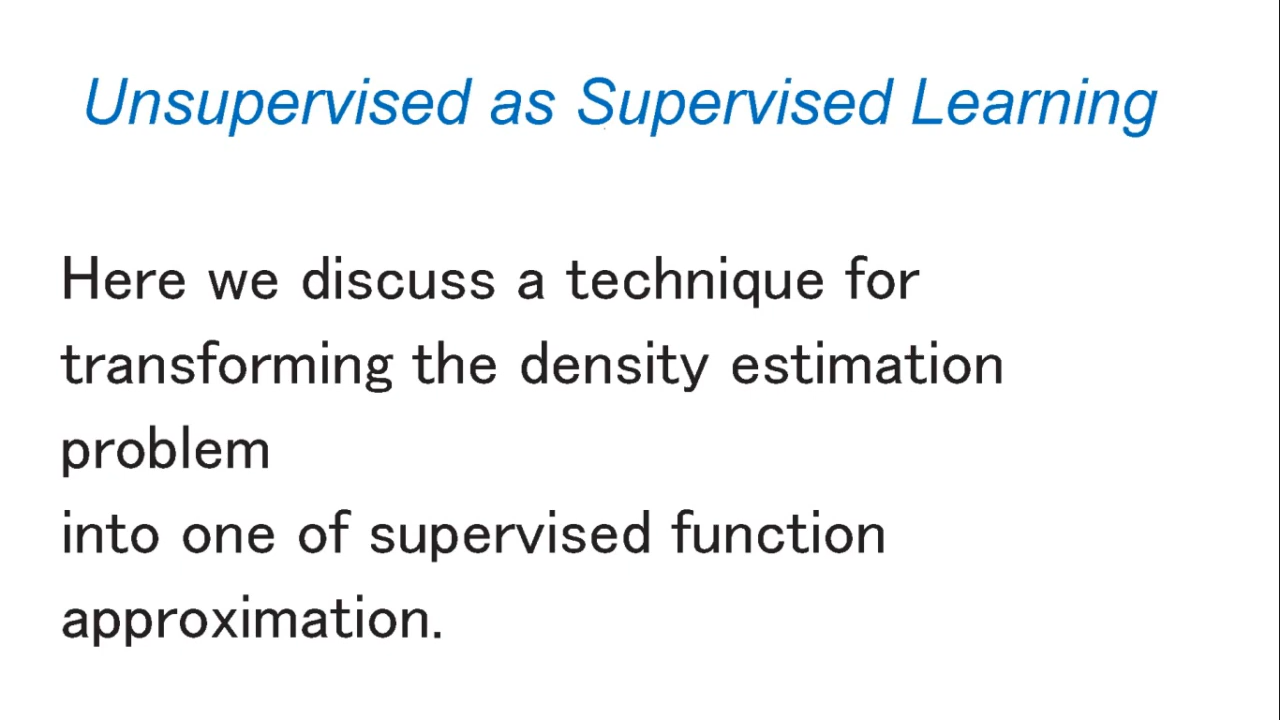 Unsupervised as Supervised Learning
Here we discuss a technique for
transforming the density estimation
problem
into one of supervised function
approximation.